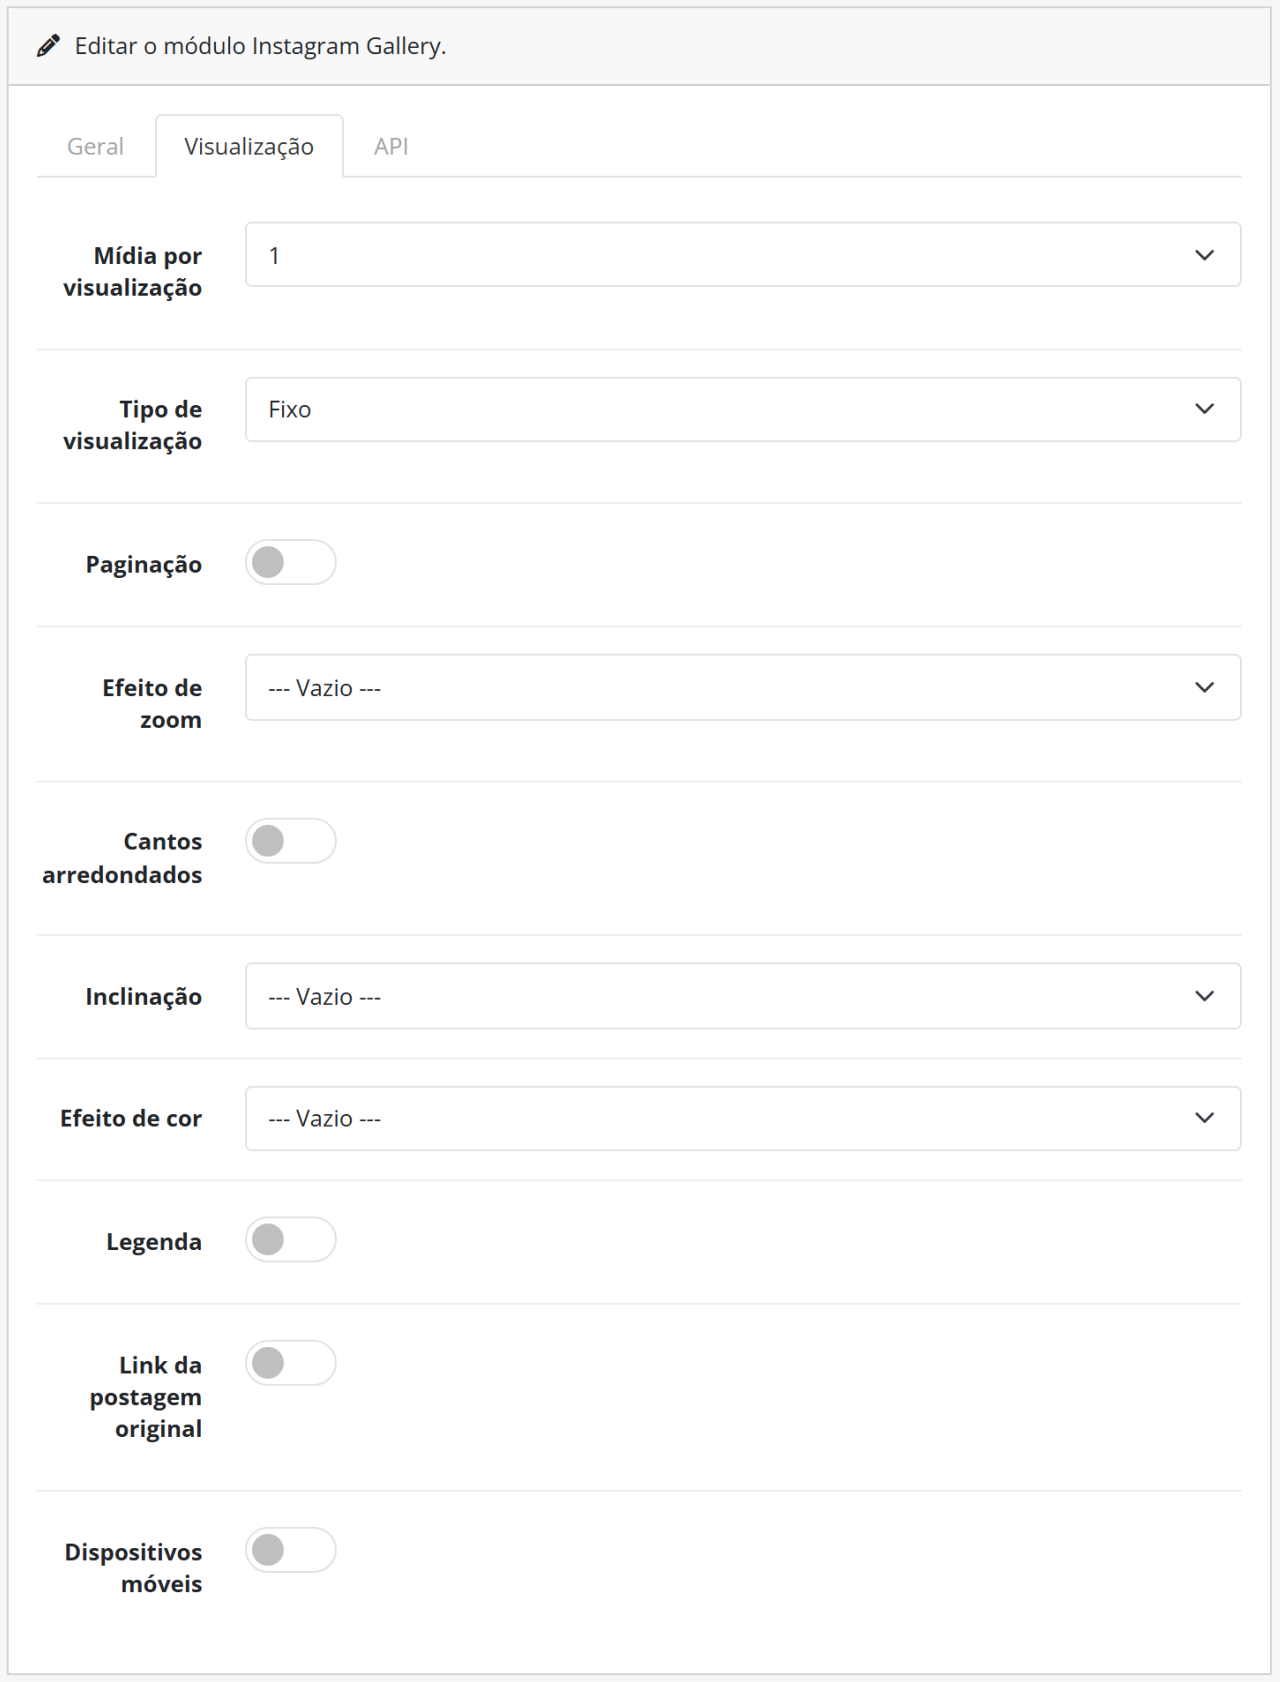 Editar o módulo Instagram Gallery.
Geral
Visualização
API
Mídia por
visualização
1
Tipo de
visualização
Fixo
Paginação
Efeito de
zoom
--- Vazio ---
Cantos
arredondados
Inclinação
--- Vazio ---
Efeito de cor
--- Vazio ---
Legenda
Link da
postagem
original
Dispositivos
móveis